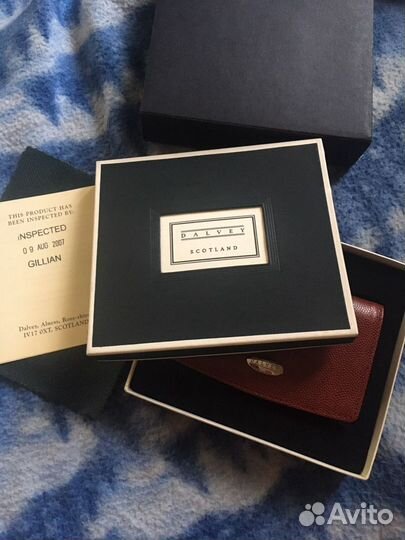 DALVEY
SCOTLAND
THIS PRODUCT HAS
BEEN INSPECTED BY:
INSPECTED
09 AUG 2007
GILLIAN
Dalvey, Alness, Ross-shire
IV17 0XT, SCOTLAND
Avito